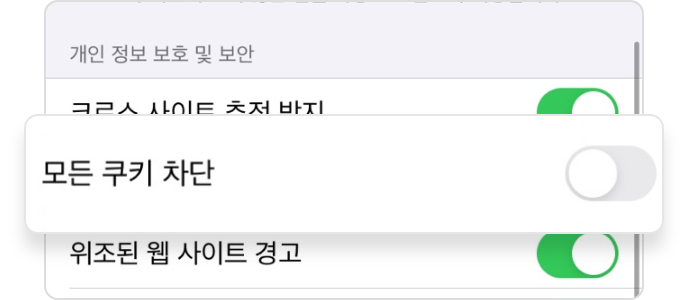 개인 정보 보호 및 보안
크로스 사이트 추적 방지
모든 쿠키 차단
위조된 웹 사이트 경고